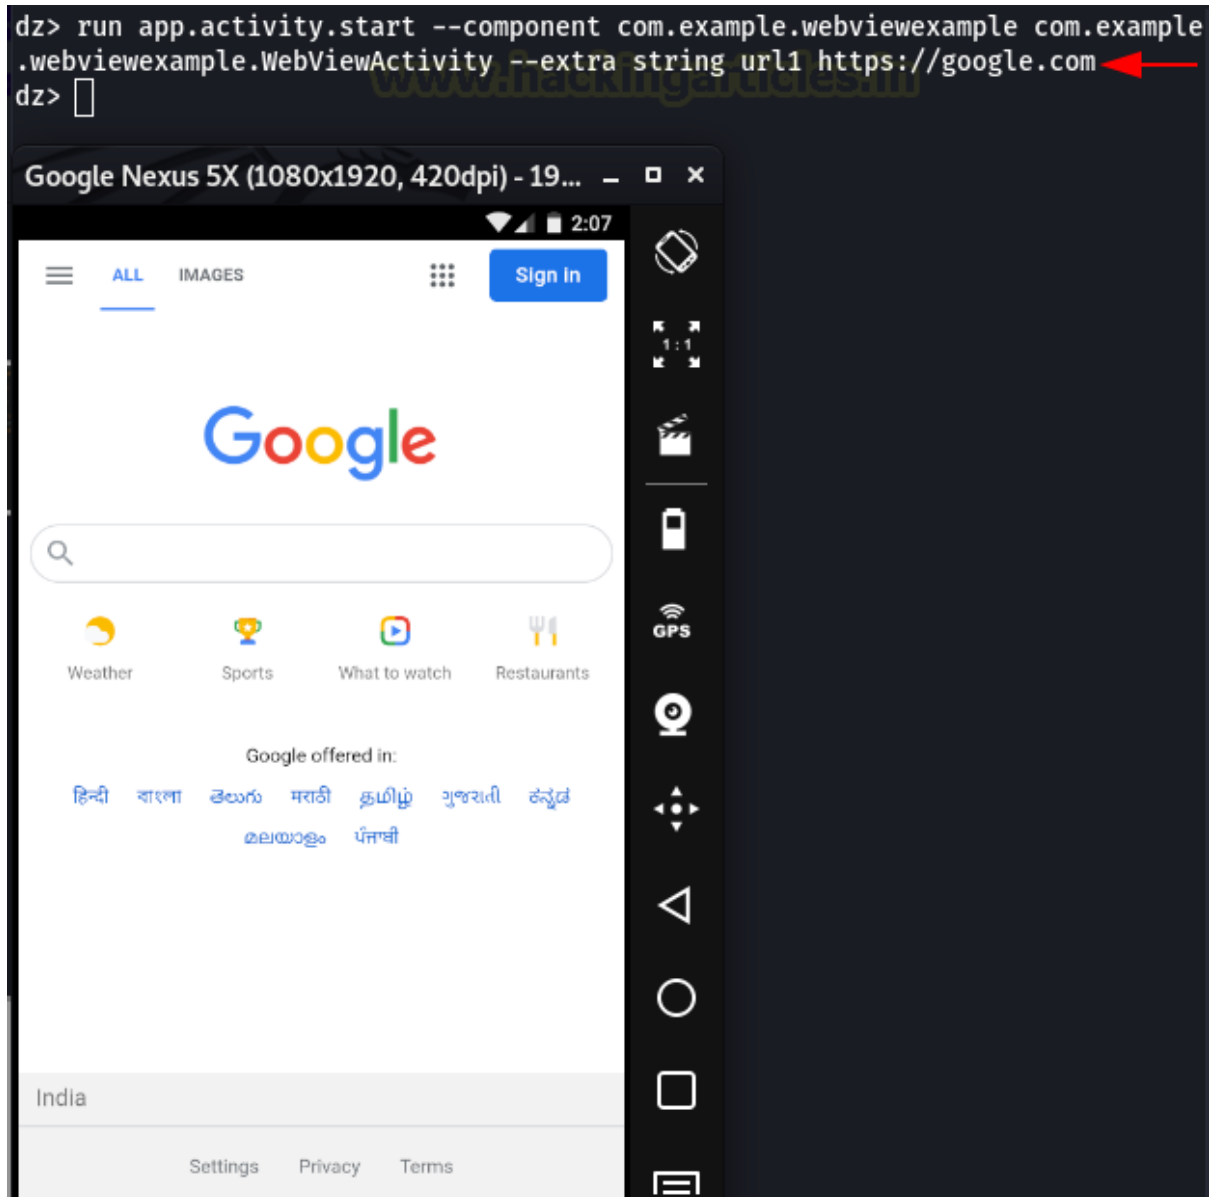 dz> run app.activity.start --component com.example.webviewexample com.example
.webviewexample.WebViewActivity --extra string url1 https://google.com
www.hackingarticles.in
dz>
Google Nexus 5X (1080x1920, 420dpi) - 19...
2:07
ALL IMAGES Sign in
1:1
Google
GPS
Weather Sports What to watch Restaurants
Google offered in:
हिन्दी বাংলা తెలుగు मराठी தமிழ் ગુજરાતી ಕನ್ನಡ
മലയാളം ਪੰਜਾਬੀ
India
Settings Privacy Terms